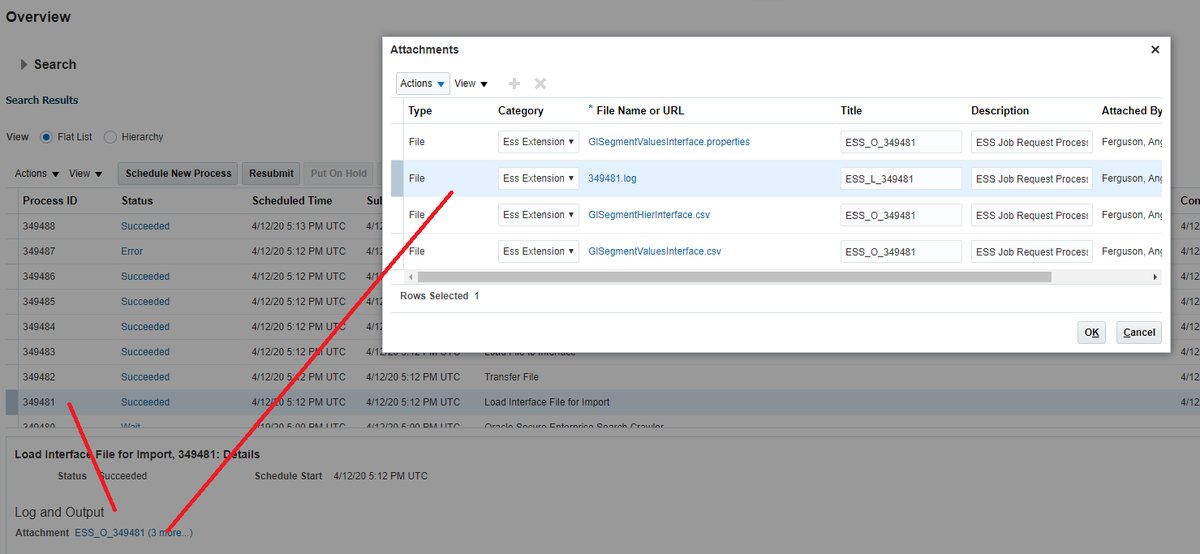 Overview
Search
Search Results
View Flat List Hierarchy
Actions View Schedule New Process Resubmit Put On Hold
Process ID Status Scheduled Time Sub Con
349488 Succeeded 4/12/20 5:13 PM UTC 4/12
349487 Error 4/12/20 5:12 PM UTC 4/12
349486 Succeeded 4/12/20 5:12 PM UTC 4/12
349485 Succeeded 4/12/20 5:12 PM UTC 4/12
349484 Succeeded 4/12/20 5:12 PM UTC 4/12
349483 Succeeded 4/12/20 5:12 PM UTC 4/12/20 5:12 PM UTC Load File to Interface 4/12
349482 Succeeded 4/12/20 5:12 PM UTC 4/12/20 5:12 PM UTC Transfer File 4/12
349481 Succeeded 4/12/20 5:12 PM UTC 4/12/20 5:12 PM UTC Load Interface File for Import 4/12
349480 Wait 4/19/20 5:00 PM UTC 4/12/20 5:00 PM UTC Oracle Secure Enterprise Search Crawler
Load Interface File for Import, 349481: Details
Status Succeeded Schedule Start 4/12/20 5:12 PM UTC
Log and Output
Attachment ESS_O_349481 (3 more...)
Attachments
Actions View
Type Category * File Name or URL Title Description Attached By
File Ess Extension GlSegmentValuesInterface.properties ESS_O_349481 ESS Job Request Process Ferguson, Ang
File Ess Extension 349481.log ESS_L_349481 ESS Job Request Process Ferguson, Ang
File Ess Extension GlSegmentHierInterface.csv ESS_O_349481 ESS Job Request Process Ferguson, Ang
File Ess Extension GlSegmentValuesInterface.csv ESS_O_349481 ESS Job Request Process Ferguson, Ang
Rows Selected 1
OK Cancel